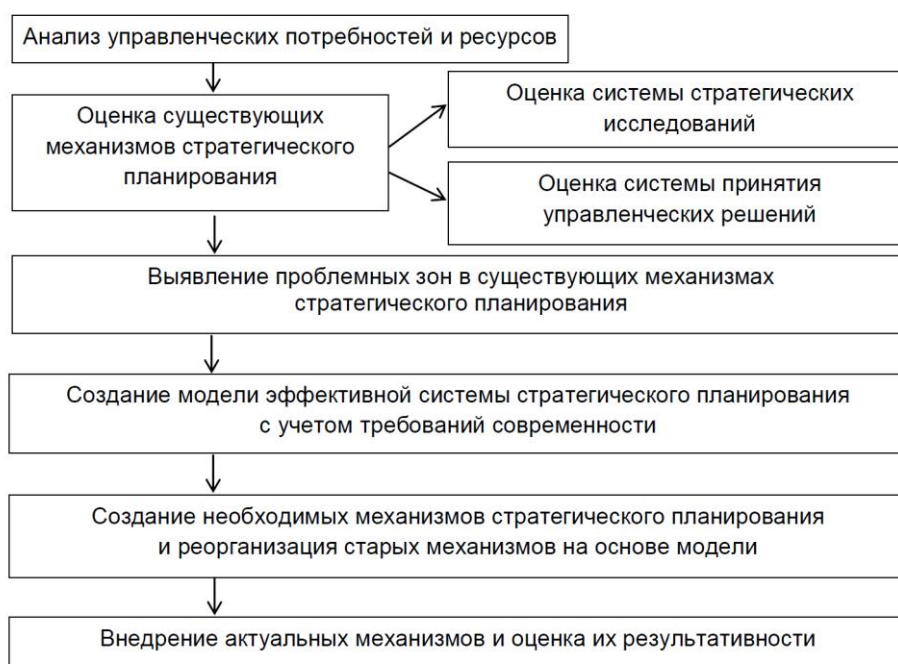 Анализ управленческих потребностей и ресурсов
Оценка существующих
механизмов стратегического
планирования
Оценка системы стратегических
исследований
Оценка системы принятия
управленческих решений
Выявление проблемных зон в существующих механизмах
стратегического планирования
Создание модели эффективной системы стратегического планирования
с учетом требований современности
Создание необходимых механизмов стратегического планирования
и реорганизация старых механизмов на основе модели
Внедрение актуальных механизмов и оценка их результативности